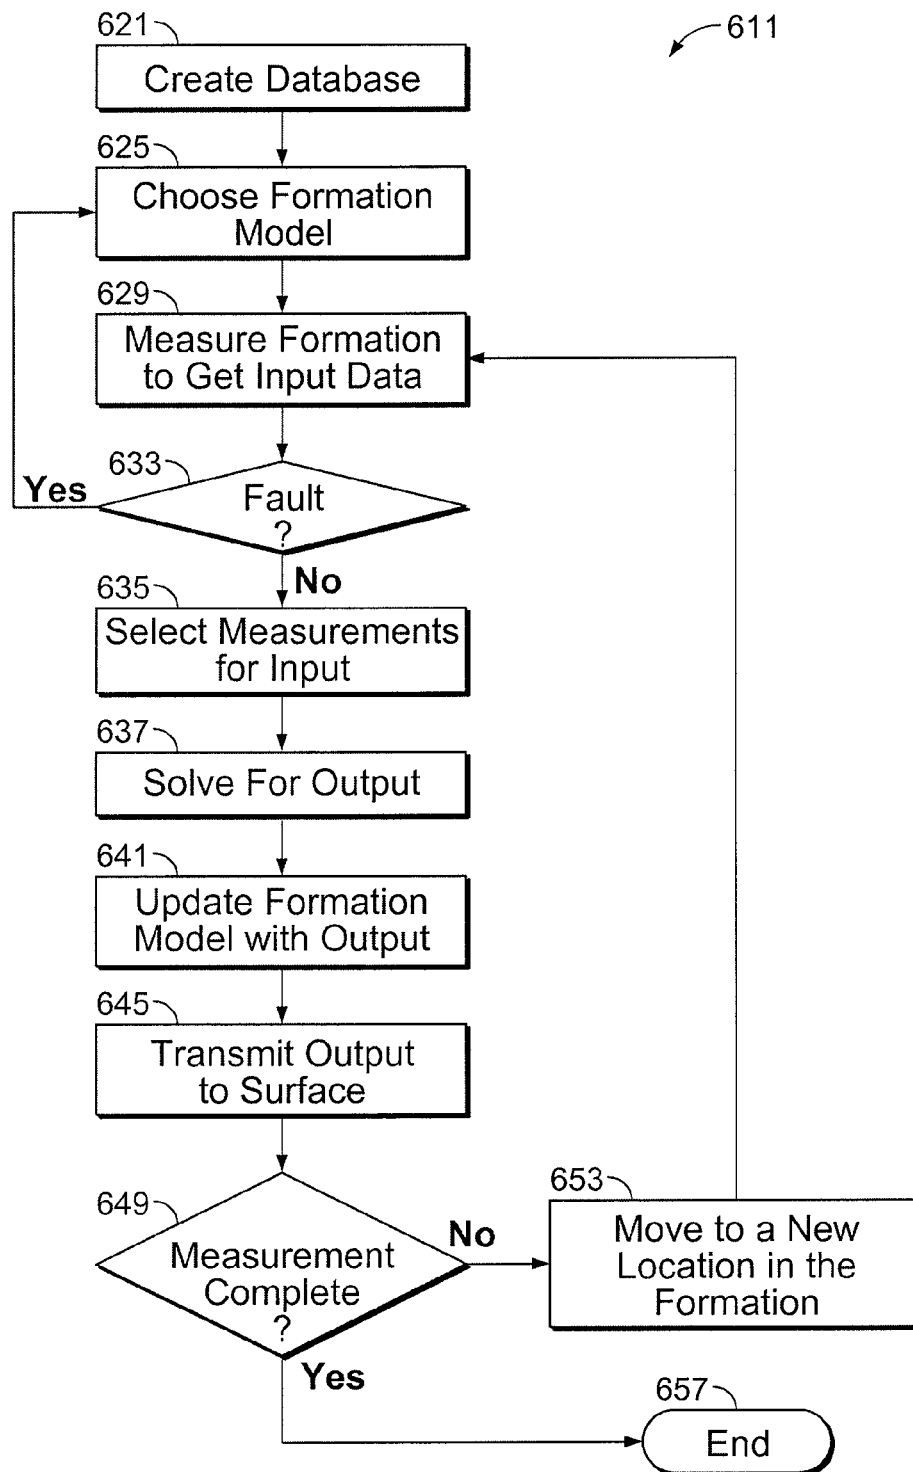 621
611
Create Database
625
Choose Formation
Model
629
Measure Formation
to Get Input Data
633
Yes
Fault
?
No
635
Select Measurements
for Input
637
Solve For Output
641
Update Formation
Model with Output
645
Transmit Output
to Surface
649
Measurement
Complete
?
No
653
Move to a New
Location in the
Formation
Yes
657
End